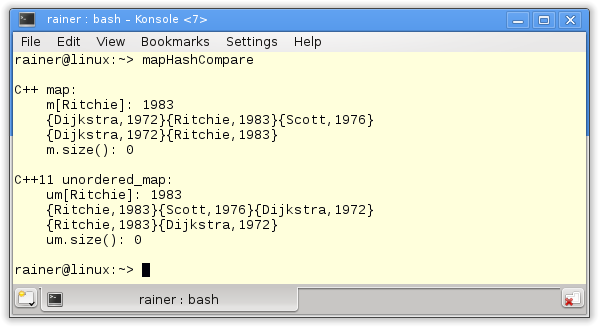 rainer : bash – Konsole <7>
File Edit View Bookmarks Settings Help
rainer@linux:~> mapHashCompare
C++ map:
m[Ritchie]: 1983
{Dijkstra,1972}{Ritchie,1983}{Scott,1976}
{Dijkstra,1972}{Ritchie,1983}
m.size(): 0
C++11 unordered_map:
um[Ritchie]: 1983
{Ritchie,1983}{Scott,1976}{Dijkstra,1972}
{Ritchie,1983}{Dijkstra,1972}
um.size(): 0
rainer@linux:~>
rainer : bash